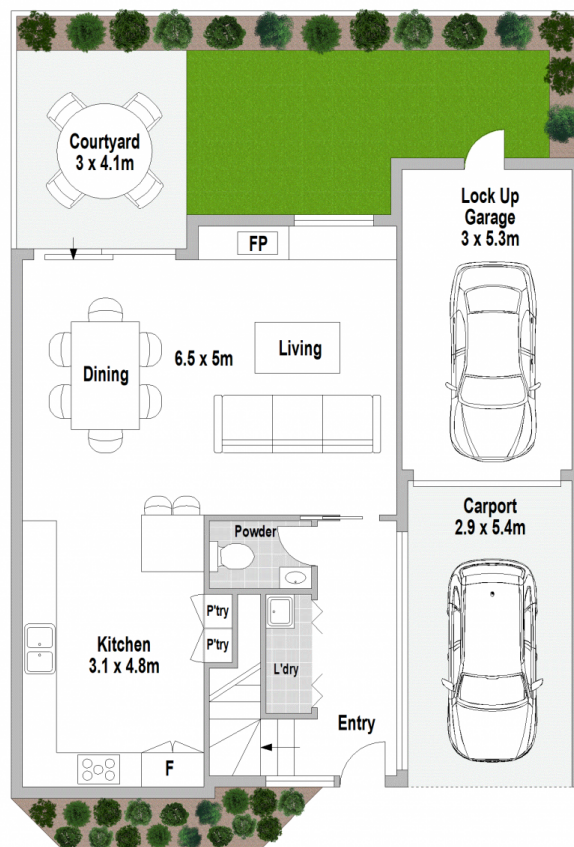 Courtyard
3 x 4.1m
FP
Lock Up
Garage
3 x 5.3m
Dining
6.5 x 5m
Living
Carport
2.9 x 5.4m
Powder
P'try
P'try
Kitchen
3.1 x 4.8m
L'dry
Entry
F